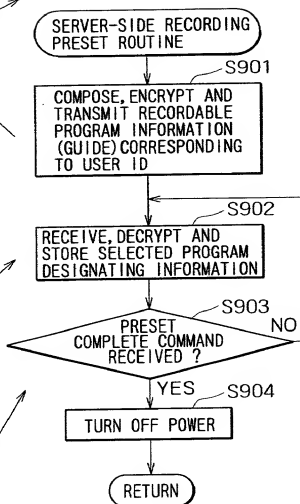 SERVER-SIDE RECORDING
PRESET ROUTINE
S901
COMPOSE, ENCRYPT AND
TRANSMIT RECORDABLE
PROGRAM INFORMATION
(GUIDE) CORRESPONDING
TO USER ID
S902
RECEIVE, DECRYPT AND
STORE SELECTED PROGRAM
DESIGNATING INFORMATION
S903
PRESET
COMPLETE COMMAND
RECEIVED ?
NO
YES
S904
TURN OFF POWER
RETURN